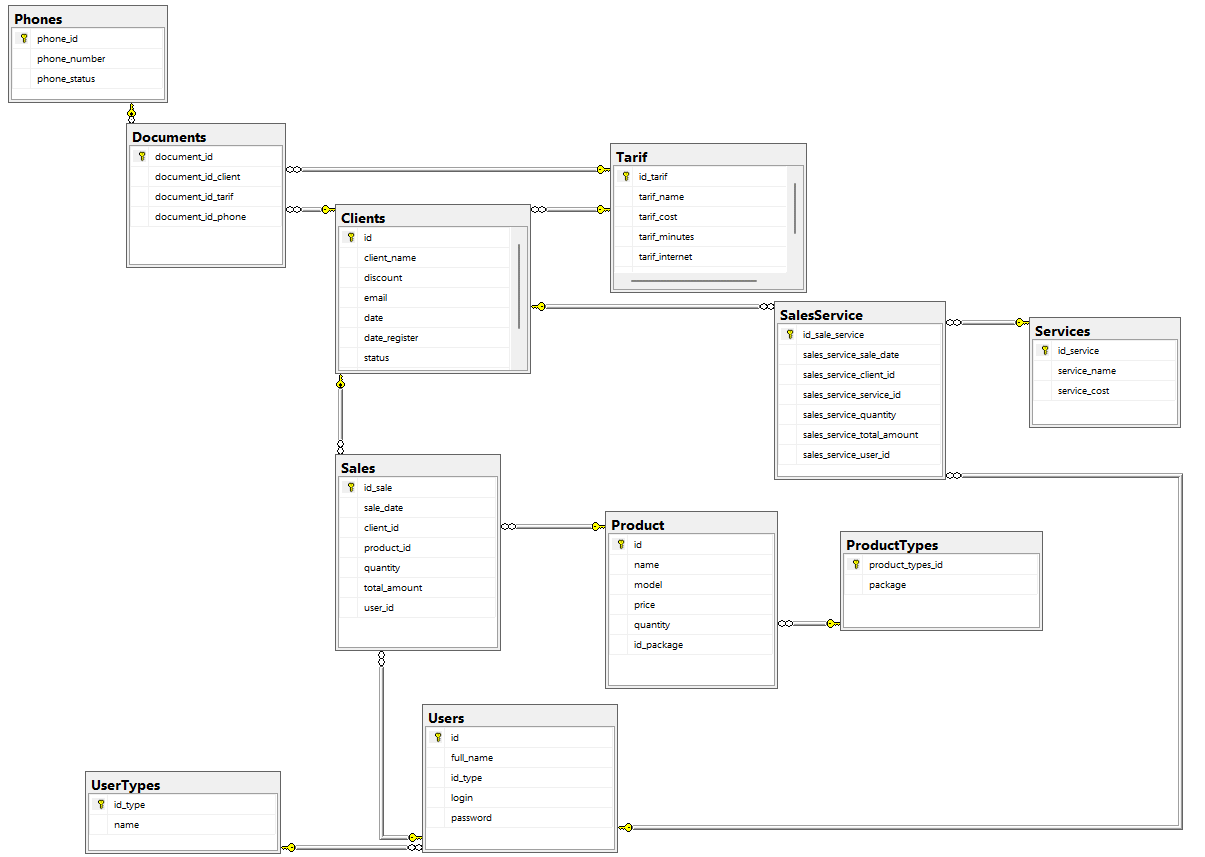 Phones
phone_id
phone_number
phone_status
Documents
document_id
document_id_client
document_id_tarif
document_id_phone
Tarif
id_tarif
tarif_name
tarif_cost
tarif_minutes
tarif_internet
Clients
id
client_name
discount
email
date
date_register
status
SalesService
id_sale_service
sales_service_sale_date
sales_service_client_id
sales_service_service_id
sales_service_quantity
sales_service_total_amount
sales_service_user_id
Services
id_service
service_name
service_cost
Sales
id_sale
sale_date
client_id
product_id
quantity
total_amount
user_id
Product
id
name
model
price
quantity
id_package
ProductTypes
product_types_id
package
Users
id
full_name
id_type
login
password
UserTypes
id_type
name